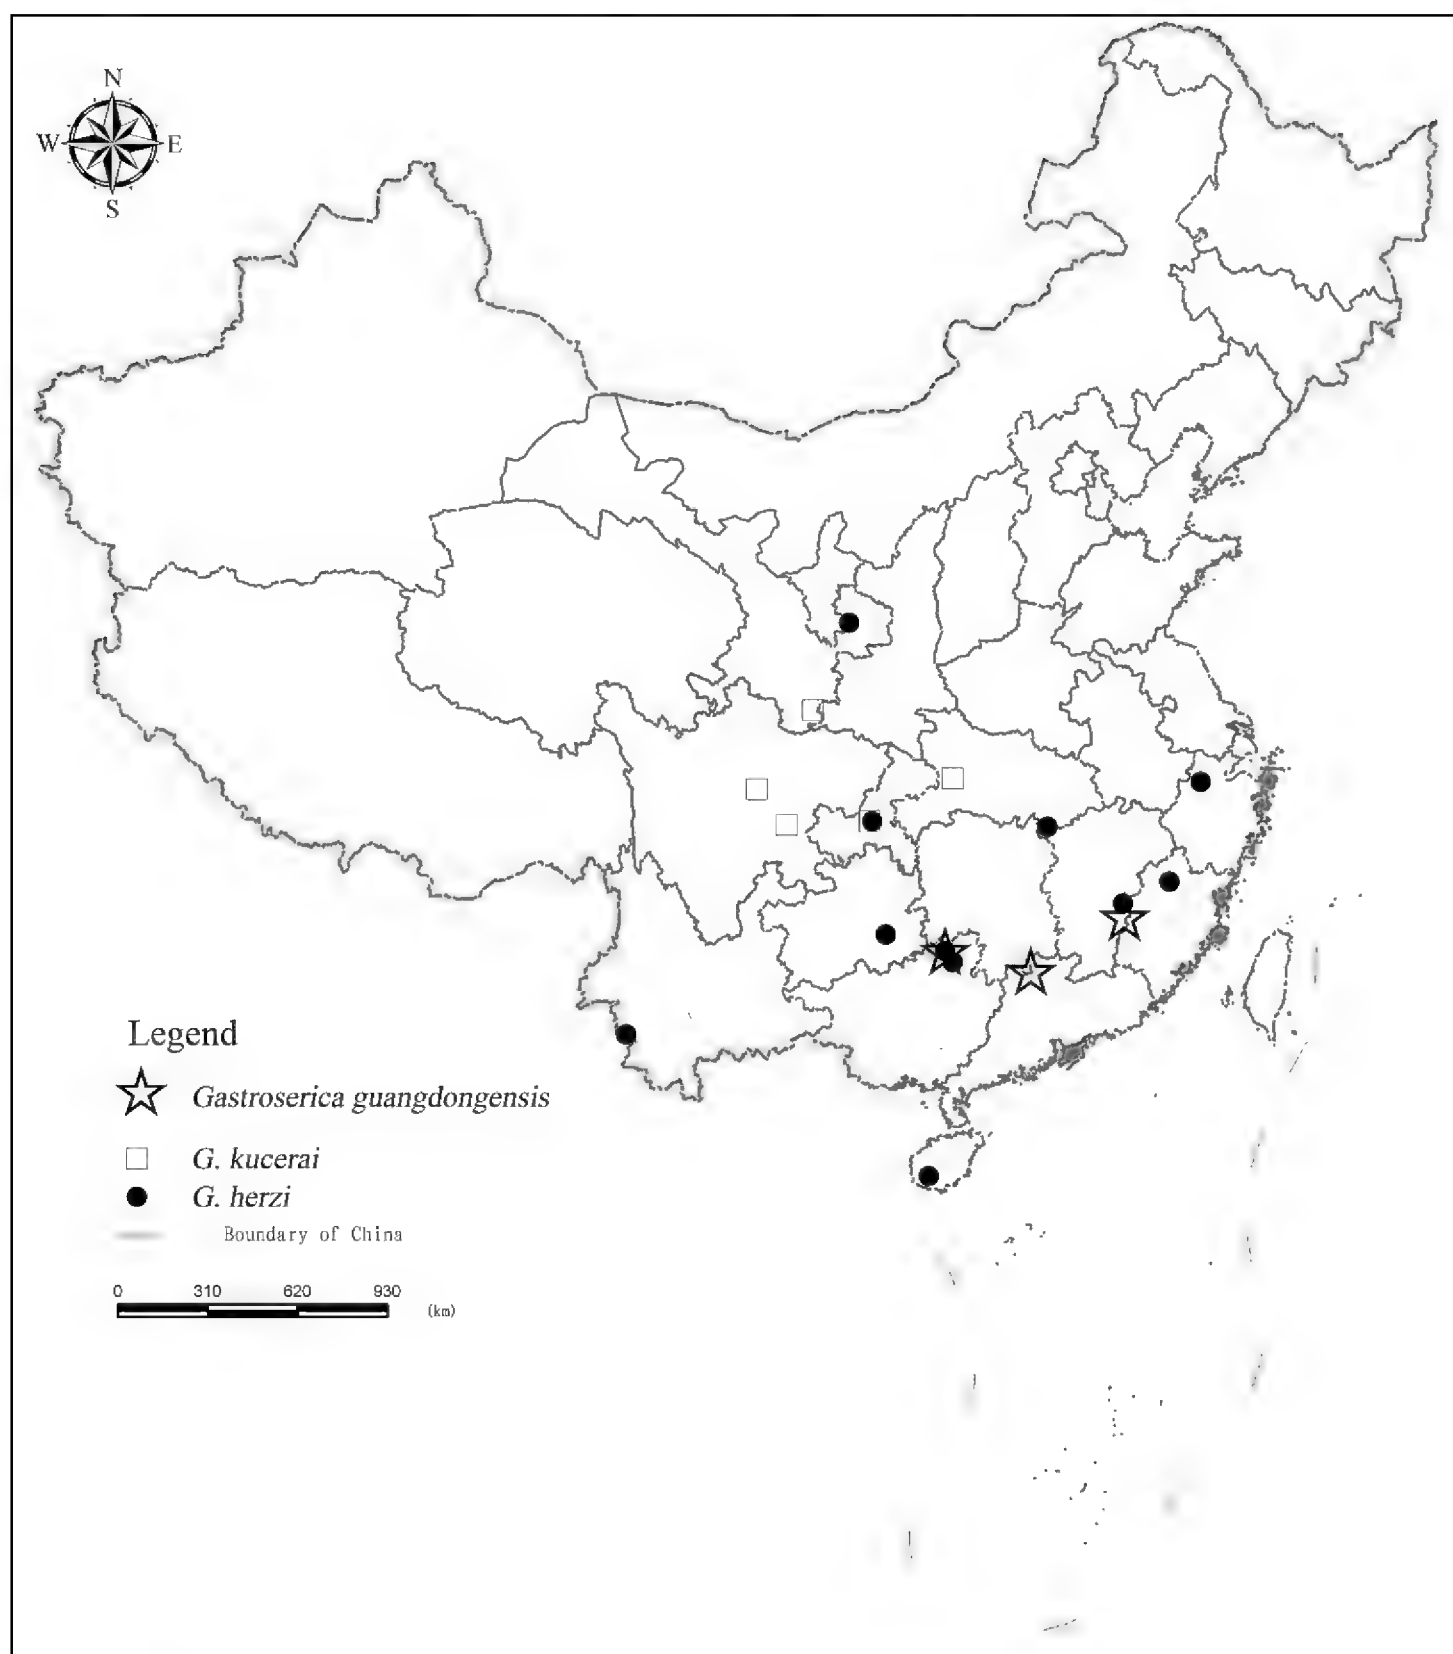 N
W E
S
Legend
Gastroserica guangdongensis
G. kucerai
G. herzi
Boundary of China
0 310 620 930
(km)